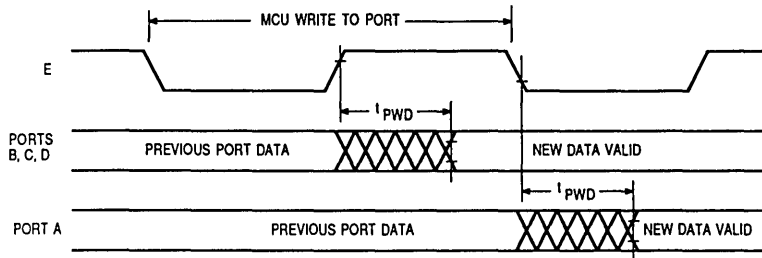 MCU WRITE TO PORT
E
t PWD
PORTS
B, C, D
PREVIOUS PORT DATA
NEW DATA VALID
t PWD
PORT A
PREVIOUS PORT DATA
NEW DATA VALID